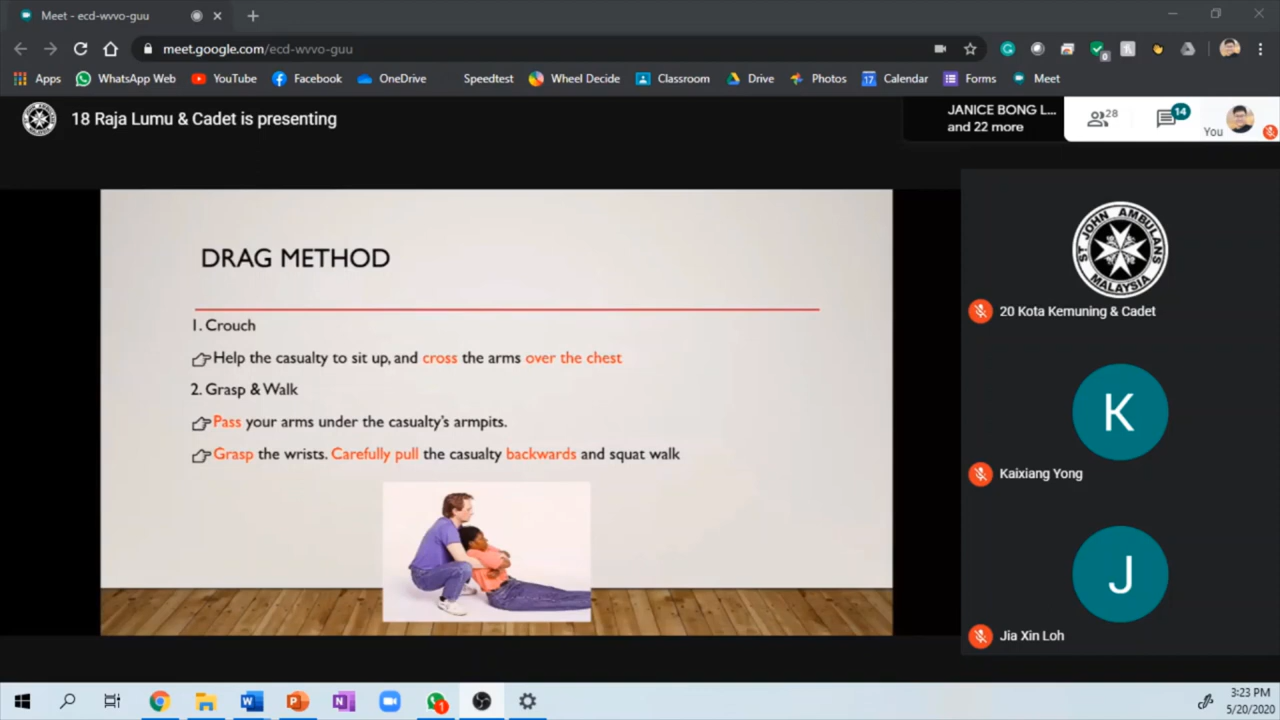 Meet - ecd-wvvo-guu
meet.google.com/ecd-wvvo-guu
0
Apps
WhatsApp Web
YouTube
Facebook
OneDrive
Speedtest
Wheel Decide
Classroom
Drive
Photos
17
Calendar
Forms
Meet
18 Raja Lumu & Cadet is presenting
JANICE BONG L...
and 22 more
28
14
You
DRAG METHOD
1. Crouch
Help the casualty to sit up, and cross the arms over the chest
2. Grasp & Walk
Pass your arms under the casualty's armpits.
Grasp the wrists. Carefully pull the casualty backwards and squat walk
ST JOHN AMBULANS
MALAYSIA
20 Kota Kemuning & Cadet
K
Kaixiang Yong
J
Jia Xin Loh
1
3:23 PM
5/20/2020